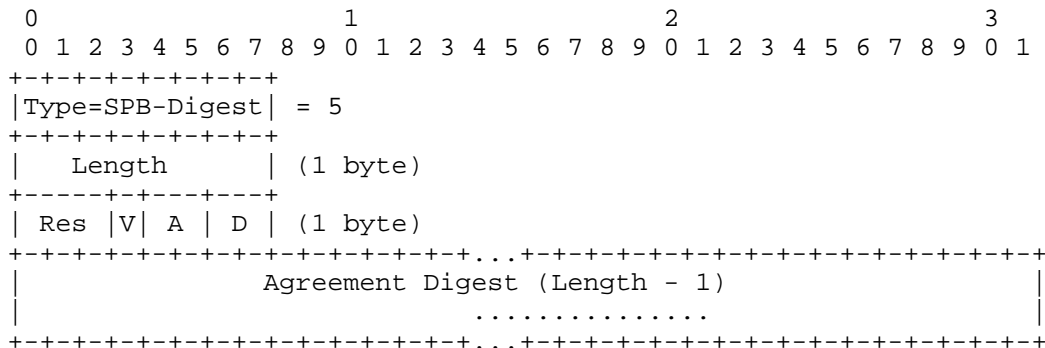 0                   1                   2                   3
 0 1 2 3 4 5 6 7 8 9 0 1 2 3 4 5 6 7 8 9 0 1 2 3 4 5 6 7 8 9 0 1
+-+-+-+-+-+-+-+-+
|Type=SPB-Digest| = 5
+-+-+-+-+-+-+-+-+
|   Length      | (1 byte)
+-----+-+---+---+
| Res |V| A | D | (1 byte)
+-+-+-+-+-+-+-+-+-+-+-+-+-+-+...+-+-+-+-+-+-+-+-+-+-+-+-+-+-+-+-+
|               Agreement Digest (Length - 1)                   |
|                            ...............                    |
+-+-+-+-+-+-+-+-+-+-+-+-+-+-+...+-+-+-+-+-+-+-+-+-+-+-+-+-+-+-+-+